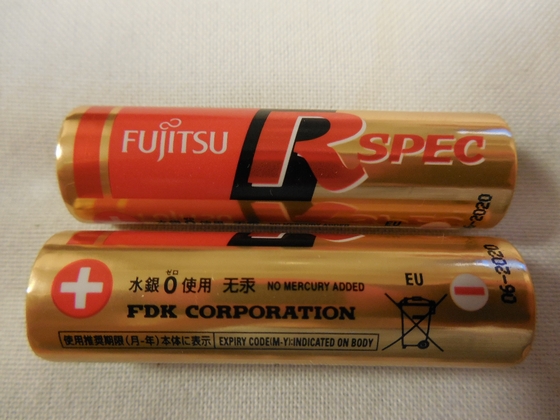 FUJITSU
R SPEC
EU
-2020
水銀0使用 无汞 NO MERCURY ADDED
ゼロ
EU
06-2020
FDK CORPORATION
使用推奨期限(月-年)本体に表示 EXPIRY CODE(M-Y):INDICATED ON BODY